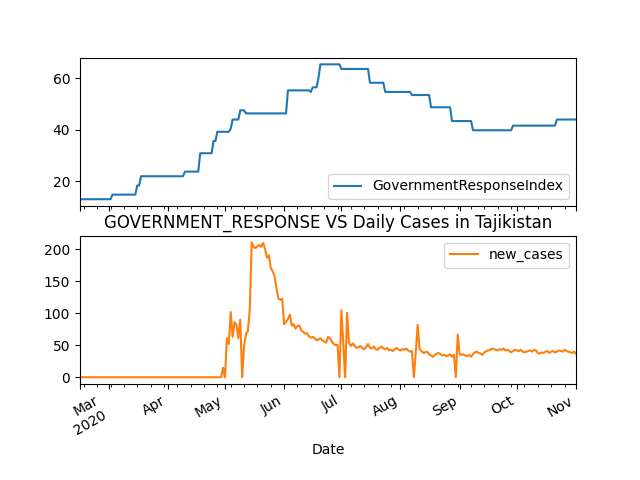 60
40
20
GovernmentResponseIndex
GOVERNMENT_RESPONSE VS Daily Cases in Tajikistan
200
150
100
50
0
new_cases
Mar
2020
Apr
May
Jun
Jul
Aug
Sep
Oct
Nov
Date